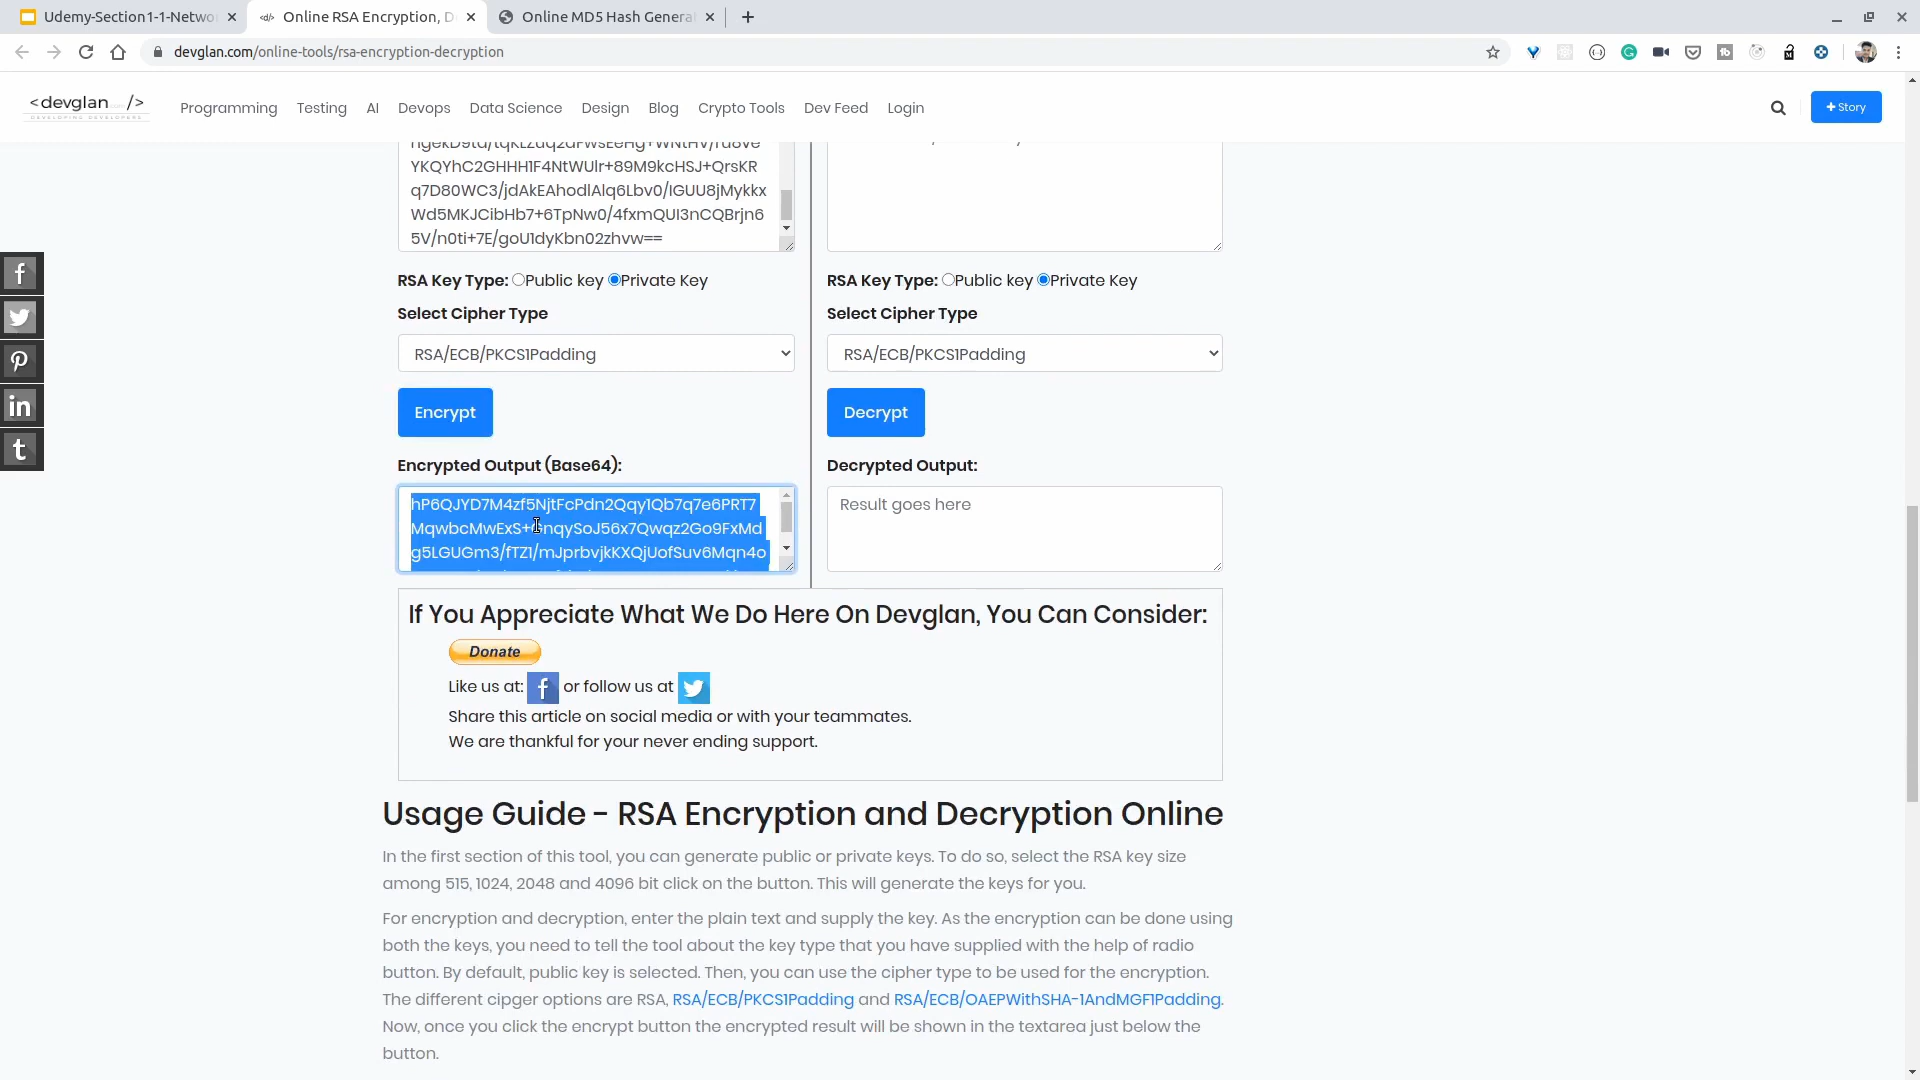 Udemy-Section1-1-Netwo
Online RSA Encryption, D
Online MD5 Hash Genera
devglan.com/online-tools/rsa-encryption-decryption
<devglan.com/>
DEVELOPING DEVELOPERS
Programming
Testing
AI
Devops
Data Science
Design
Blog
Crypto Tools
Dev Feed
Login
+ Story
YKQYhC2GHHH1F4NtWUlr+89M9kcHSJ+QrsKR
q7D80WC3/jdAkEAhodlAlq6Lbv0/IGUU8jMykkx
Wd5MKJCibHb7+6TpNw0/4fxmQUI3nCQBrjn6
5V/n0ti+7E/goU1dyKbn02zhvw==
RSA Key Type: Public key Private Key
Select Cipher Type
RSA/ECB/PKCS1Padding
Encrypt
Encrypted Output (Base64):
hP6QJYD7M4zf5NjtFcPdn2Qqy1Qb7q7e6PRT7
g5LGUGm3/fTZ1/mJprbvjkKXQjUofSuv6Mqn4o
RSA Key Type: Public key Private Key
Select Cipher Type
RSA/ECB/PKCS1Padding
Decrypt
Decrypted Output:
Result goes here
If You Appreciate What We Do Here On Devglan, You Can Consider:
Donate
Like us at: f or follow us at
Share this article on social media or with your teammates.
We are thankful for your never ending support.
Usage Guide - RSA Encryption and Decryption Online
In the first section of this tool, you can generate public or private keys. To do so, select the RSA key size
among 515, 1024, 2048 and 4096 bit click on the button. This will generate the keys for you.
For encryption and decryption, enter the plain text and supply the key. As the encryption can be done using
both the keys, you need to tell the tool about the key type that you have supplied with the help of radio
button. By default, public key is selected. Then, you can use the cipher type to be used for the encryption.
The different cipger options are RSA, RSA/ECB/PKCS1Padding and RSA/ECB/OAEPWithSHA-1AndMGF1Padding.
Now, once you click the encrypt button the encrypted result will be shown in the textarea just below the
button.